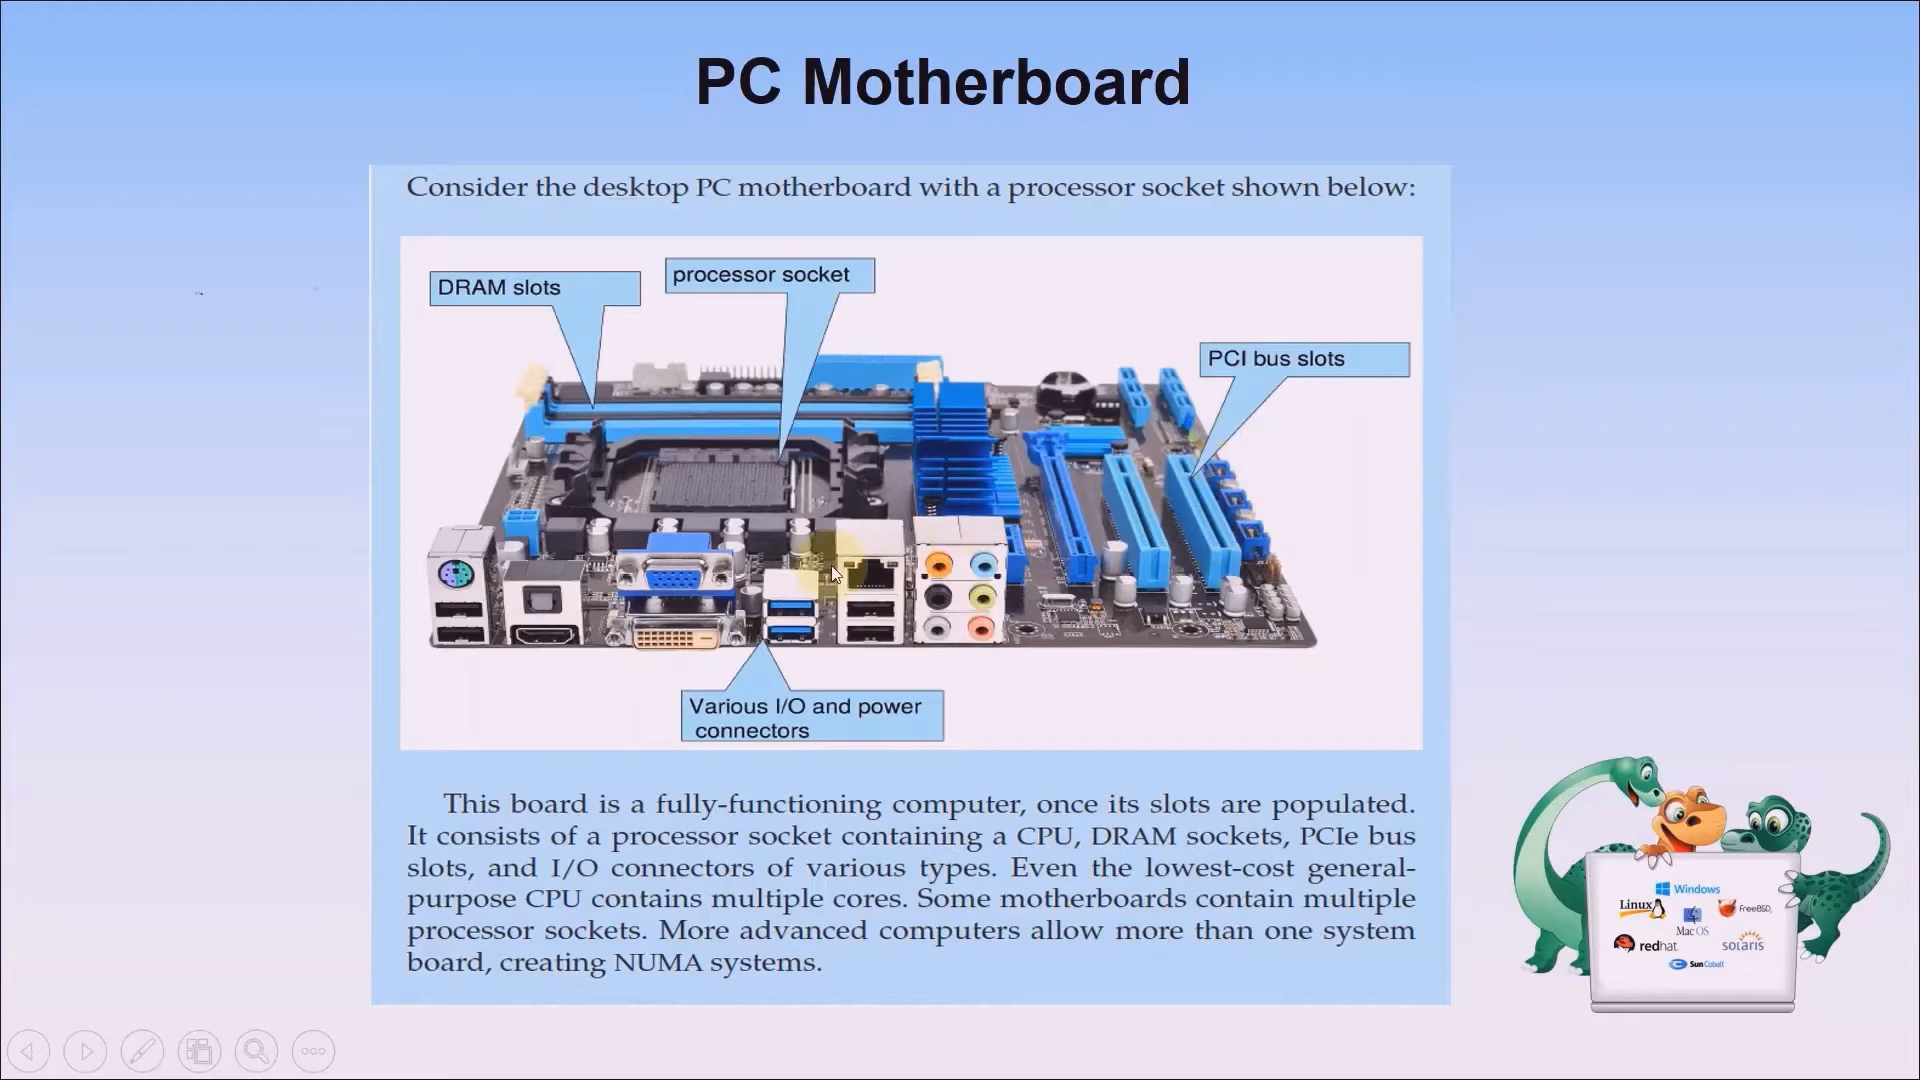 PC Motherboard
Consider the desktop PC motherboard with a processor socket shown below:
DRAM slots
processor socket
PCI bus slots
Various I/O and power
connectors
This board is a fully-functioning computer, once its slots are populated.
It consists of a processor socket containing a CPU, DRAM sockets, PCIe bus
slots, and I/O connectors of various types. Even the lowest-cost general-
purpose CPU contains multiple cores. Some motherboards contain multiple
processor sockets. More advanced computers allow more than one system
board, creating NUMA systems.
Windows
Linux
FreeBSD
Mac OS
redhat
solaris
Sun Cobalt